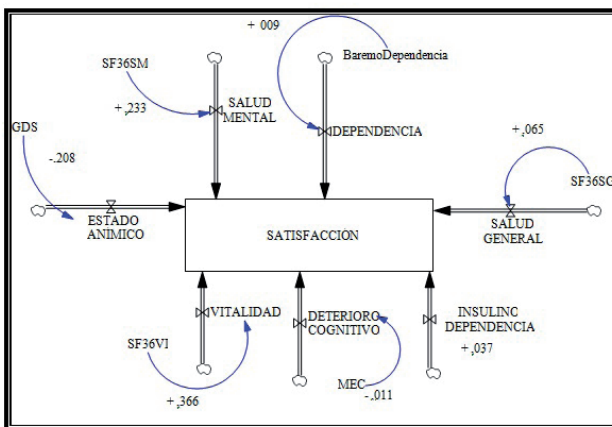 + 009
SF36SM
BaremoDependencia
+,233
SALUD
MENTAL
GDS
DEPENDENCIA
+,065
-.208
SF36SG
ESTADO
ANIMICO
SALUD
GENERAL
SATISFACCIÓN
VITALIDAD
DETERIORO
COGNITIVO
INSULINC
DEPENDENCIA
SF36VI
+,037
MEC
-,011
+,366